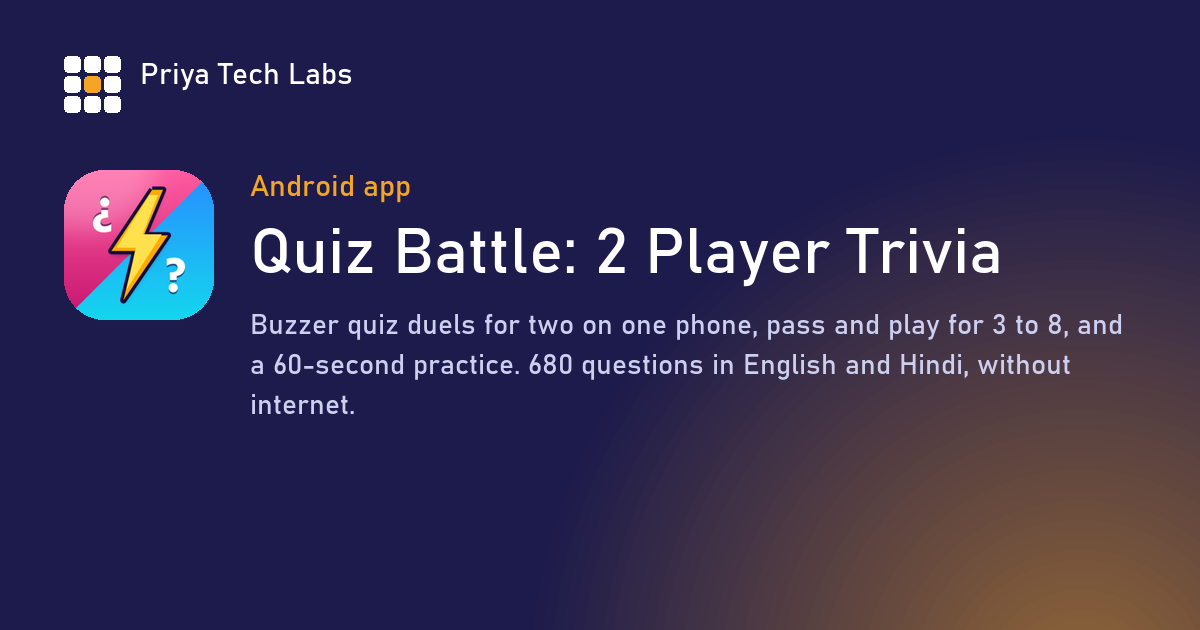 Priya Tech Labs
Android app
Quiz Battle: 2 Player Trivia
Buzzer quiz duels for two on one phone, pass and play for 3 to 8, and
a 60-second practice. 680 questions in English and Hindi, without
internet.
¿
?